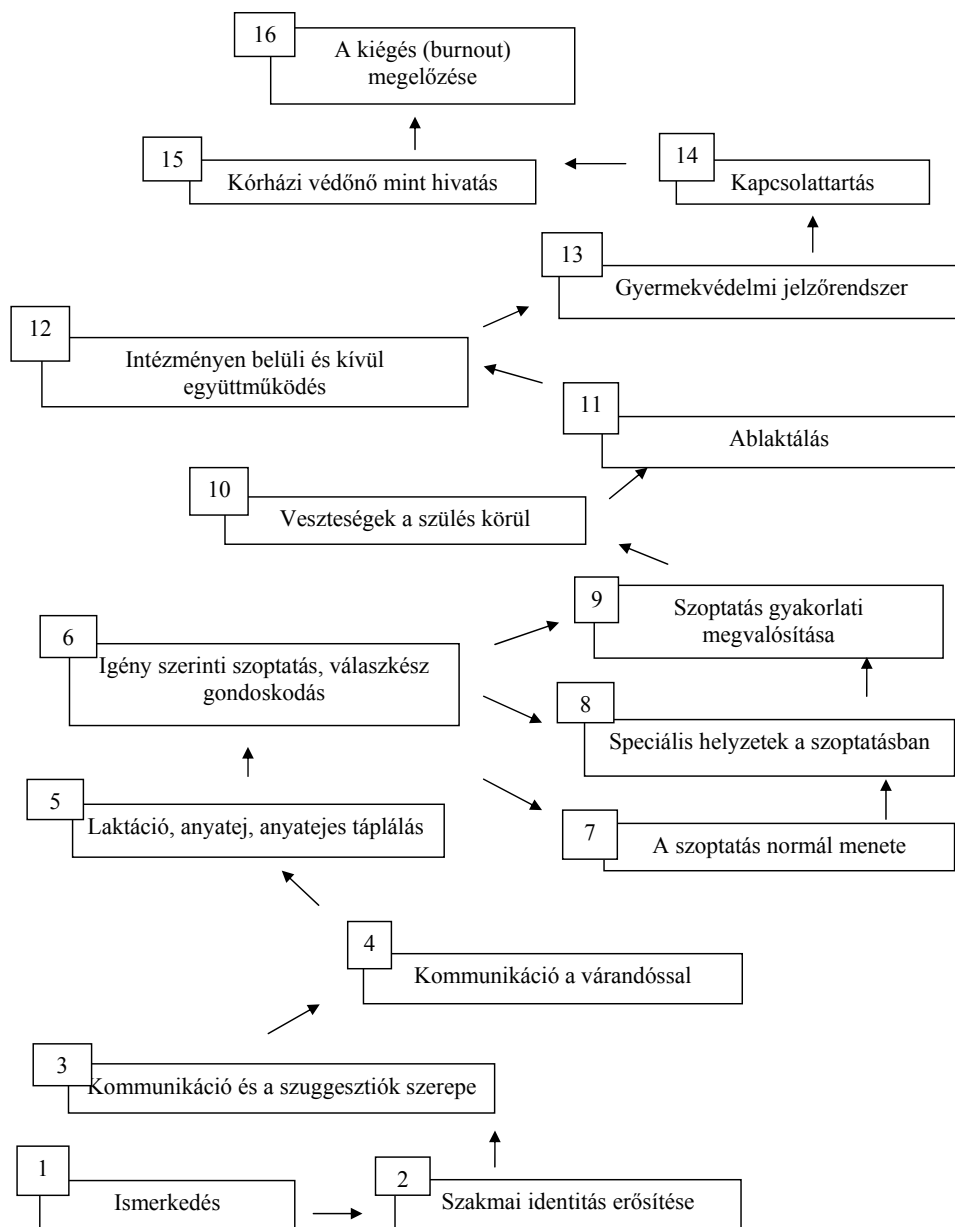 16
A kiégés (burnout)
megelőzése
15
Kórházi védőnő mint hivatás
14
Kapcsolattartás
13
Gyermekvédelmi jelzőrendszer
12
Intézményen belüli és kívül
együttműködés
11
Ablaktálás
10
Veszteségek a szülés körül
9
Szoptatás gyakorlati
megvalósítása
6
Igény szerinti szoptatás, válaszkész
gondoskodás
8
Speciális helyzetek a szoptatásban
5
Laktáció, anyatej, anyatejes táplálás
7
A szoptatás normál menete
4
Kommunikáció a várandóssal
3
Kommunikáció és a szuggesztiók szerepe
1
Ismerkedés
2
Szakmai identitás erősítése